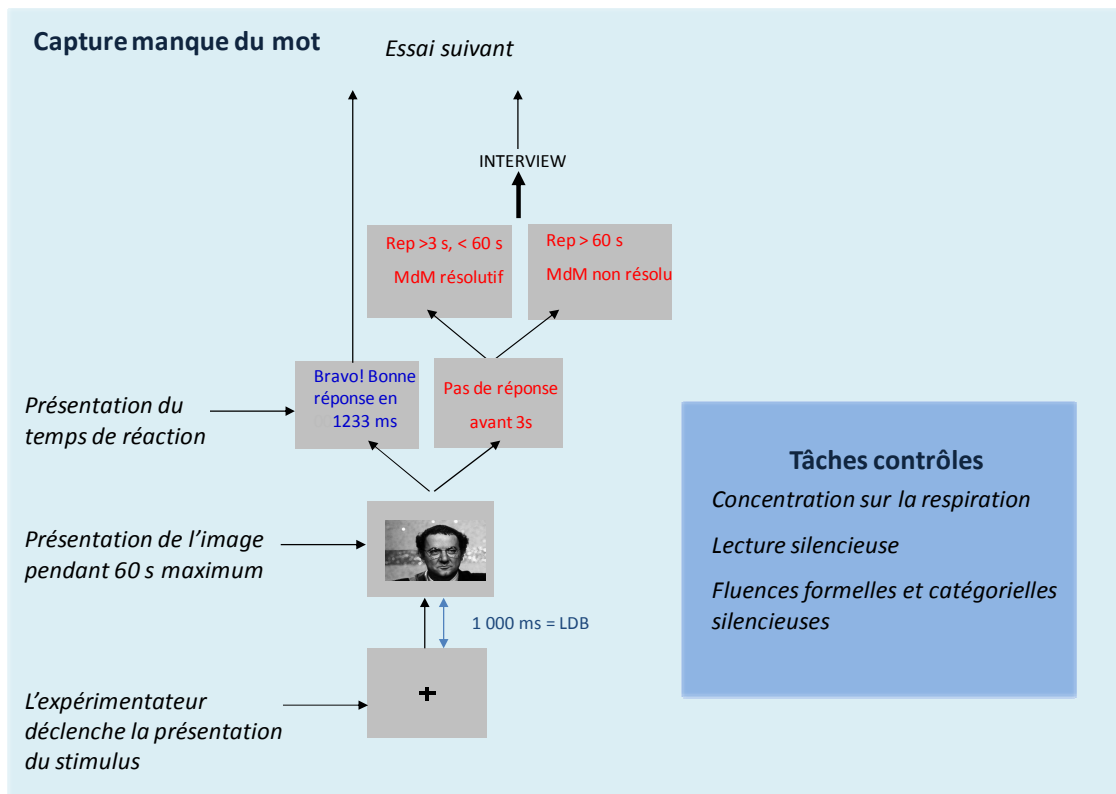 Capture manque du mot
Essai suivant
INTERVIEW
Rep >3 s, < 60 s
MdM résolutif
Rep > 60 s
MdM non résolu
Bravo! Bonne
réponse en
1233 ms
Pas de réponse
avant 3s
Présentation du
temps de réaction
Présentation de l'image
pendant 60 s maximum
1 000 ms = LDB
L'expérimentateur
déclenche la présentation
du stimulus
Tâches contrôles
Concentration sur la respiration
Lecture silencieuse
Fluences formelles et catégorielles
silencieuses